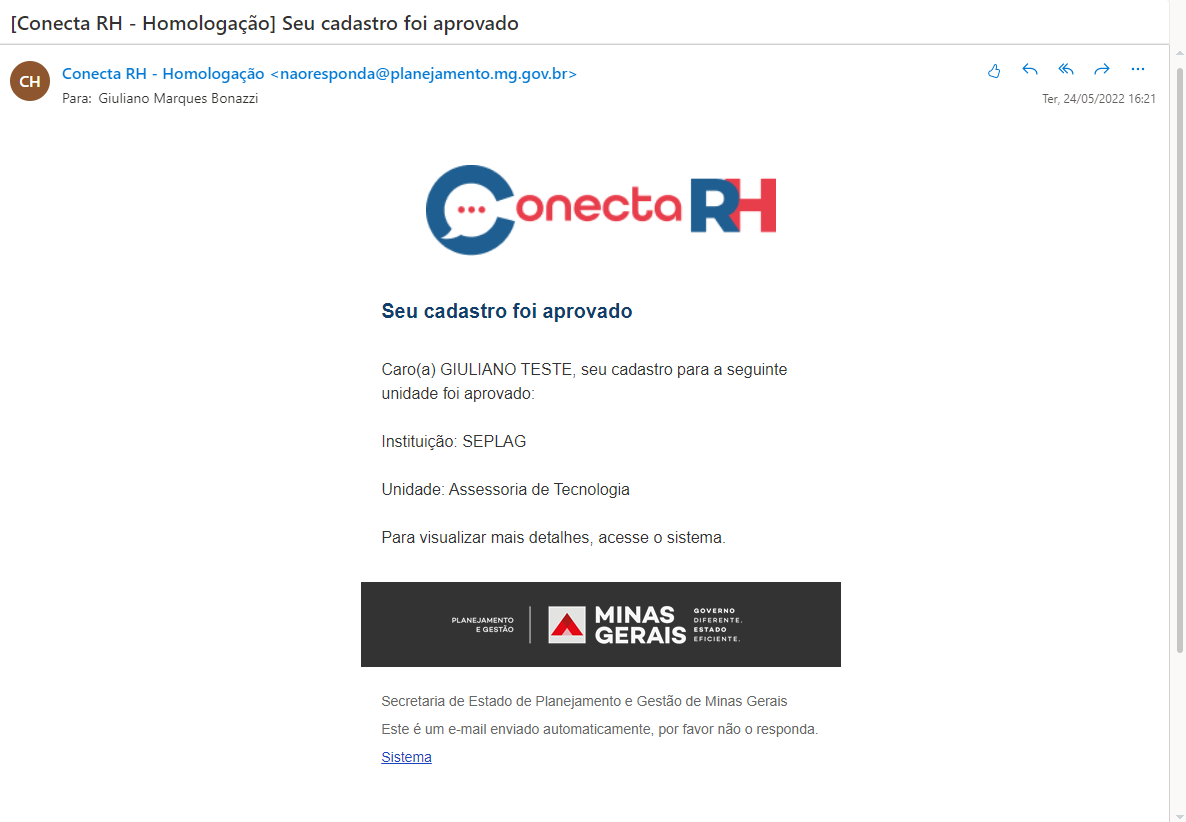 [Conecta RH - Homologação] Seu cadastro foi aprovado
CH
Conecta RH - Homologação <naoresponda@planejamento.mg.gov.br>
Para: Giuliano Marques Bonazzi
Ter, 24/05/2022 16:21
Conecta RH
Seu cadastro foi aprovado
Caro(a) GIULIANO TESTE, seu cadastro para a seguinte
unidade foi aprovado:
Instituição: SEPLAG
Unidade: Assessoria de Tecnologia
Para visualizar mais detalhes, acesse o sistema.
PLANEJAMENTO
E GESTÃO
MINAS
GERAIS
GOVERNO
DIFERENTE.
ESTADO
EFICIENTE.
Secretaria de Estado de Planejamento e Gestão de Minas Gerais
Este é um e-mail enviado automaticamente, por favor não o responda.
Sistema